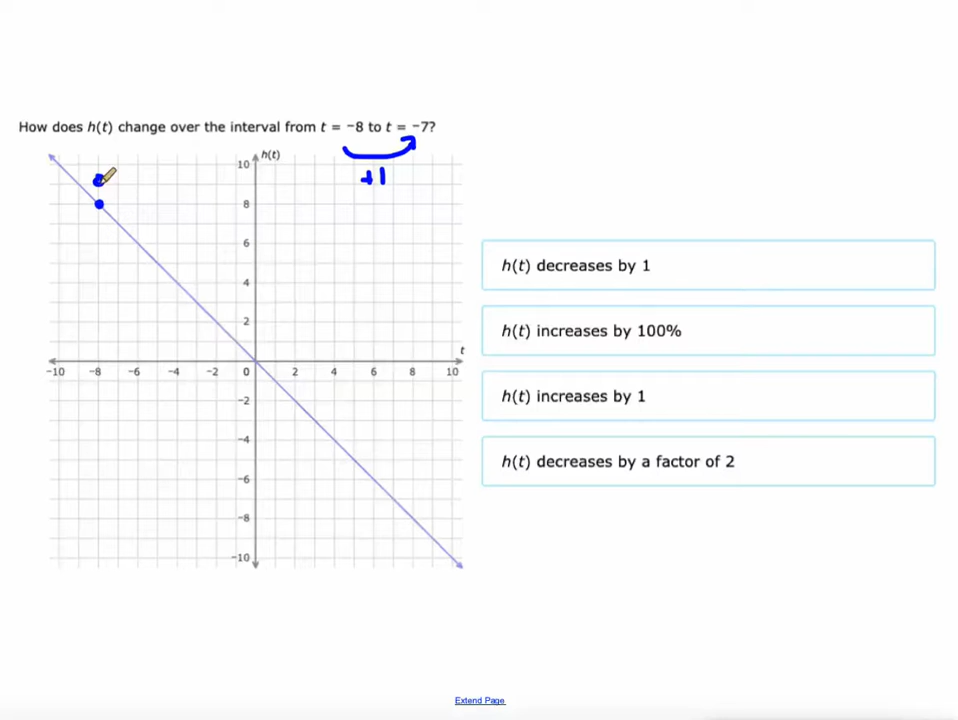 How does h(t) change over the interval from t = −8 to t = −7?
+1
h(t)
10
8
6
4
2
t
-10 -8 -6 -4 -2 0 2 4 6 8 10
-2
-4
-6
-8
-10
h(t) decreases by 1
h(t) increases by 100%
h(t) increases by 1
h(t) decreases by a factor of 2
Extend Page